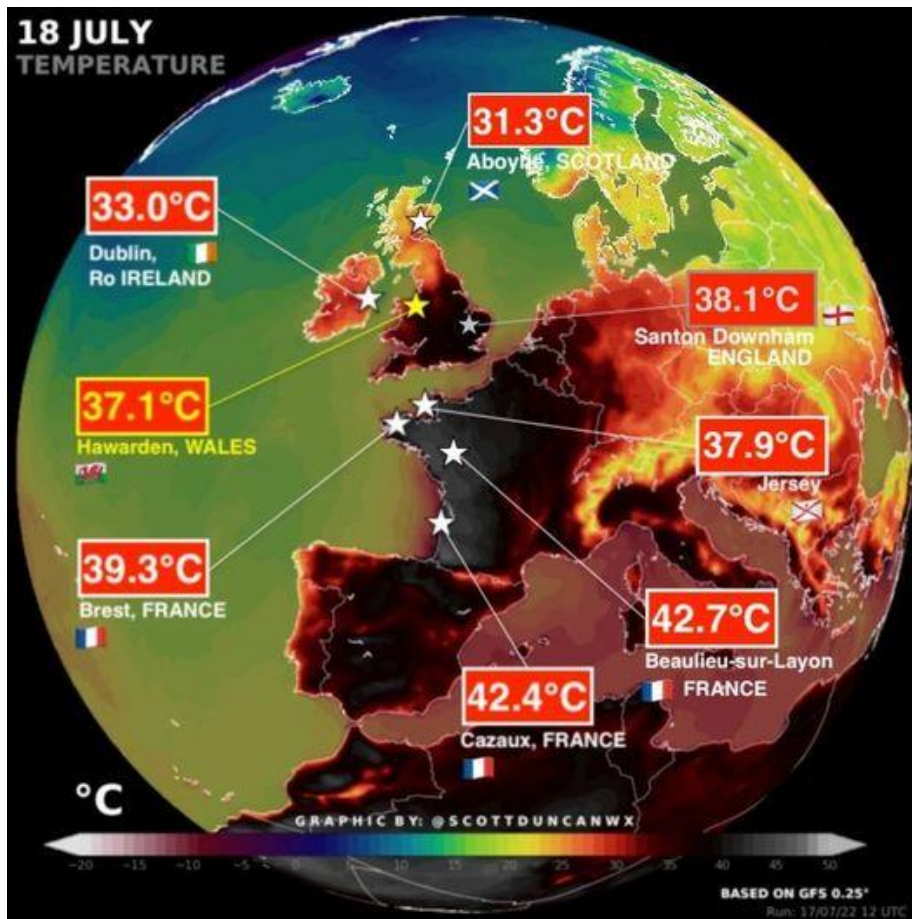 18 JULY
TEMPERATURE
31.3°C
Aboyne, SCOTLAND
33.0°C
Dublin,
Ro IRELAND
38.1°C
Santon Downham
ENGLAND
37.1°C
Hawarden, WALES
37.9°C
Jersey
39.3°C
Brest, FRANCE
42.7°C
Beaulieu-sur-Layon
FRANCE
42.4°C
Cazaux, FRANCE
°C
GRAPHIC BY: @SCOTTDUNCANWX
−20 −15 −10 −5 0 5 10 15 20 25 30 35 40 45 50
BASED ON GFS 0.25°
Run: 17/07/22 12 UTC